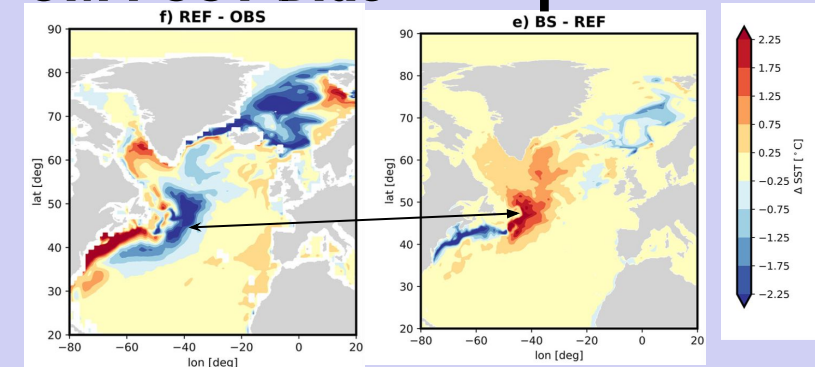 f) REF - OBS
90
80
70
60
50
40
30
20
lat [deg]
−80 −60 −40 −20 0 20
lon [deg]
e) BS - REF
90
80
70
60
50
40
30
20
lat [deg]
−80 −60 −40 −20 0 20
lon [deg]
2.25
1.75
1.25
0.75
0.25
−0.25
−0.75
−1.25
−1.75
−2.25
Δ SST [°C]